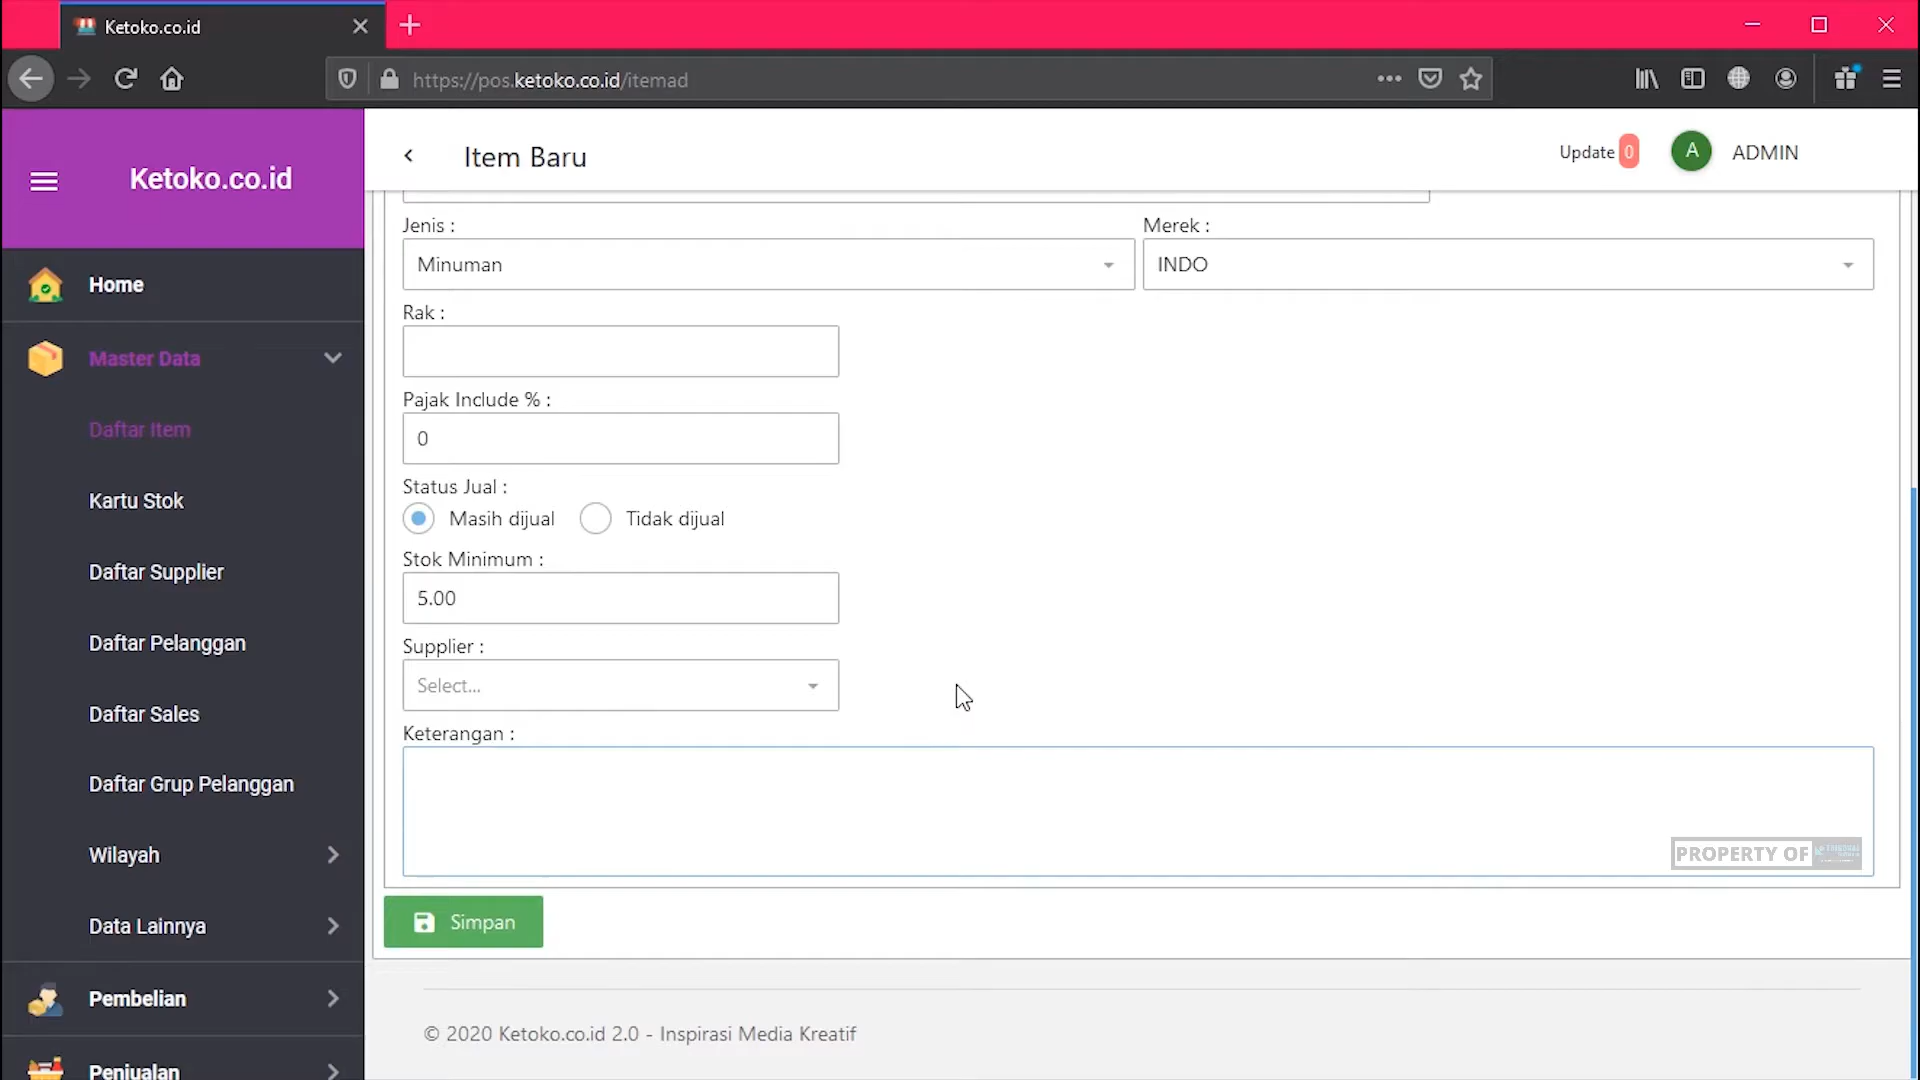 Ketoko.co.id
https://pos.ketoko.co.id/itemad
Ketoko.co.id
Item Baru
Update 0
A
ADMIN
Home
Master Data
Daftar Item
Kartu Stok
Daftar Supplier
Daftar Pelanggan
Daftar Sales
Daftar Grup Pelanggan
Wilayah
Data Lainnya
Pembelian
Penjualan
Jenis :
Merek :
Minuman
INDO
Rak :
Pajak Include % :
0
Status Jual :
Masih dijual
Tidak dijual
Stok Minimum :
5.00
Supplier :
Select...
Keterangan :
PROPERTY OF
Simpan
© 2020 Ketoko.co.id 2.0 - Inspirasi Media Kreatif